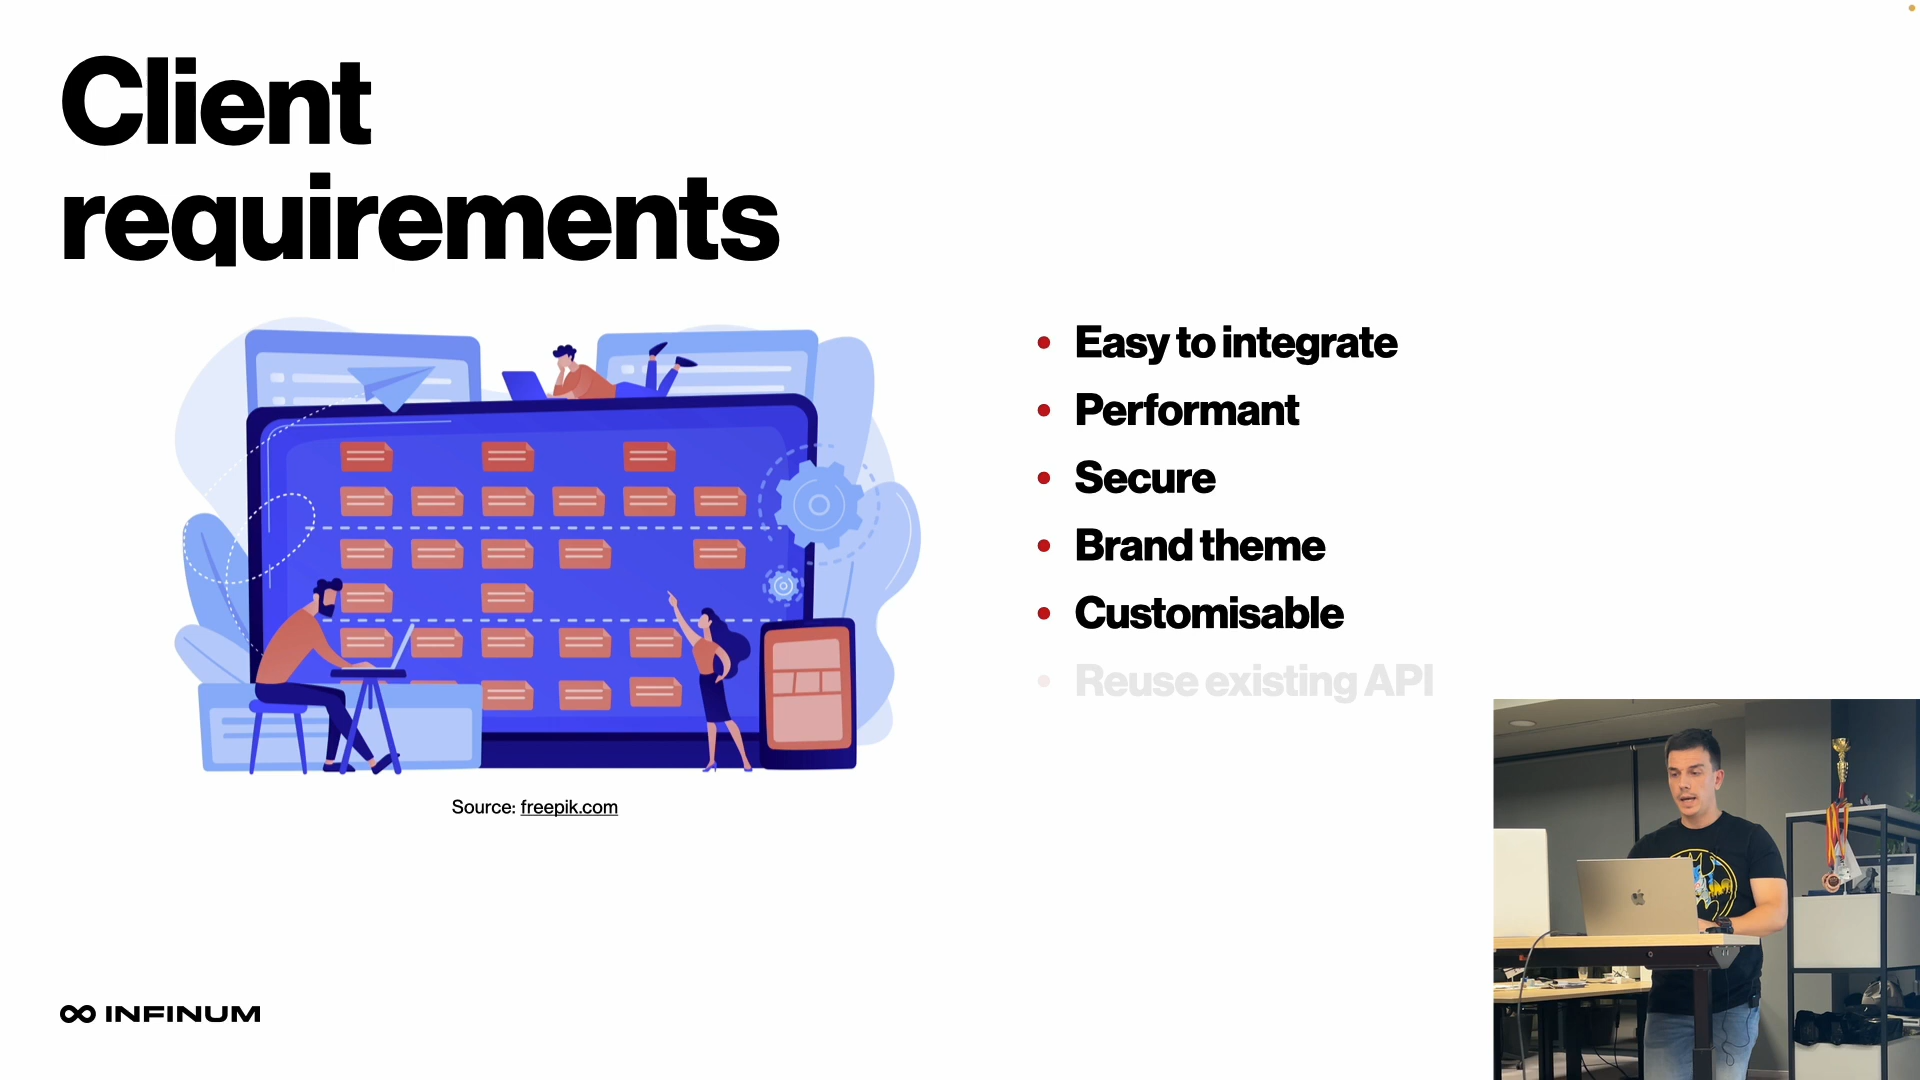 Client
requirements
Easy to integrate
Performant
Secure
Brand theme
Customisable
Reuse existing API
Source: freepik.com
INFINUM